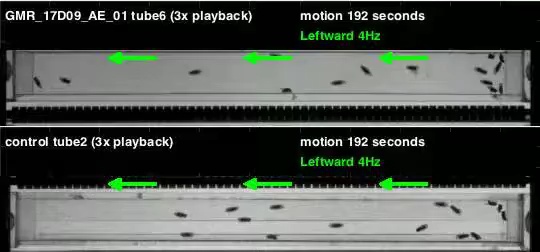 GMR_17D09_AE_01 tube6 (3x playback) motion 192 seconds
Leftward 4Hz
control tube2 (3x playback) motion 192 seconds
Leftward 4Hz